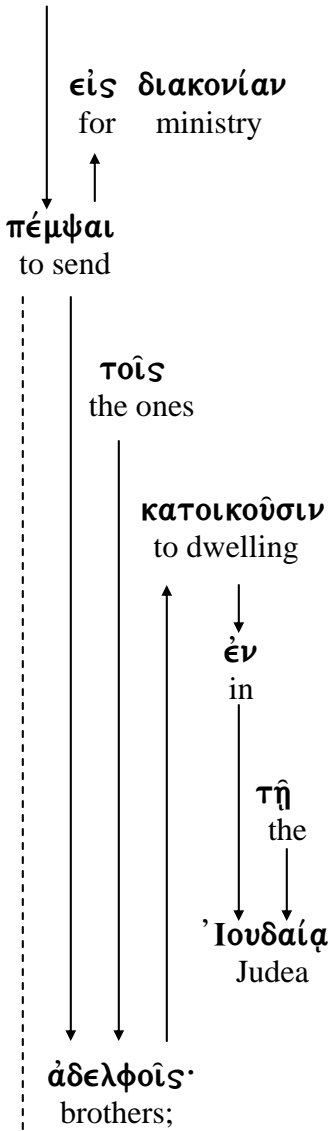 εἰς διακονίαν
for ministry
πέμψαι
to send
τοῖς
the ones
κατοικοῦσιν
to dwelling
ἐν
in
τῇ
the
Ἰουδαίᾳ
Judea
ἀδελφοῖς·
brothers;